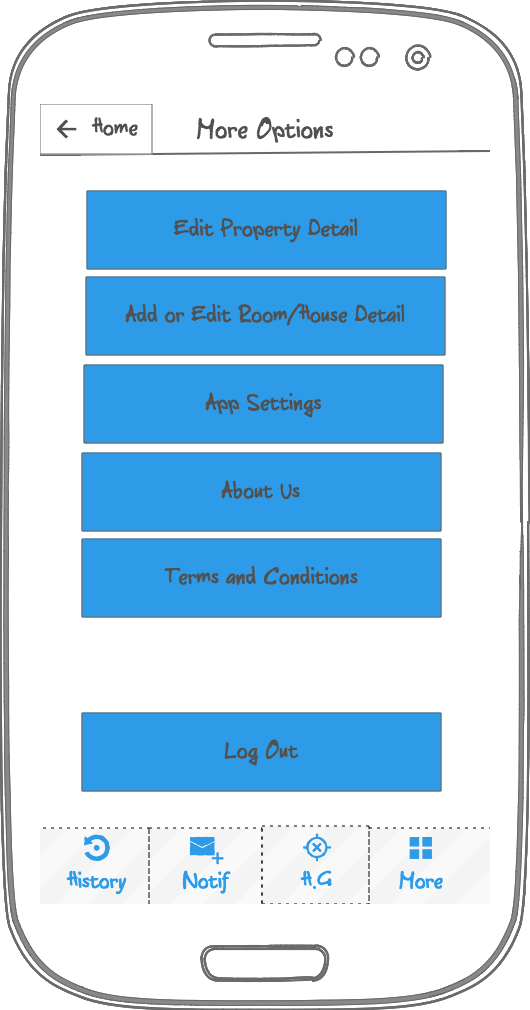 Home
More Options
Edit Property Detail
Add or Edit Room/House Detail
App Settings
About Us
Terms and Conditions
Log Out
History
Notif
H.G
More